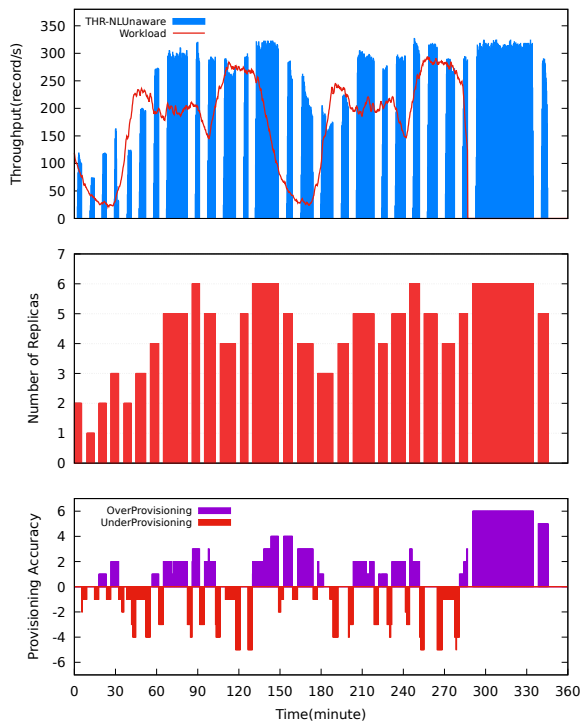 THR-NLUnaware
Workload
Throughput(record/s)
350
300
250
200
150
100
50
0
Number of Replicas
7
6
5
4
3
2
1
0
OverProvisioning
UnderProvisioning
Provisioning Accuracy
6
4
2
0
-2
-4
-6
0 30 60 90 120 150 180 210 240 270 300 330 360
Time(minute)